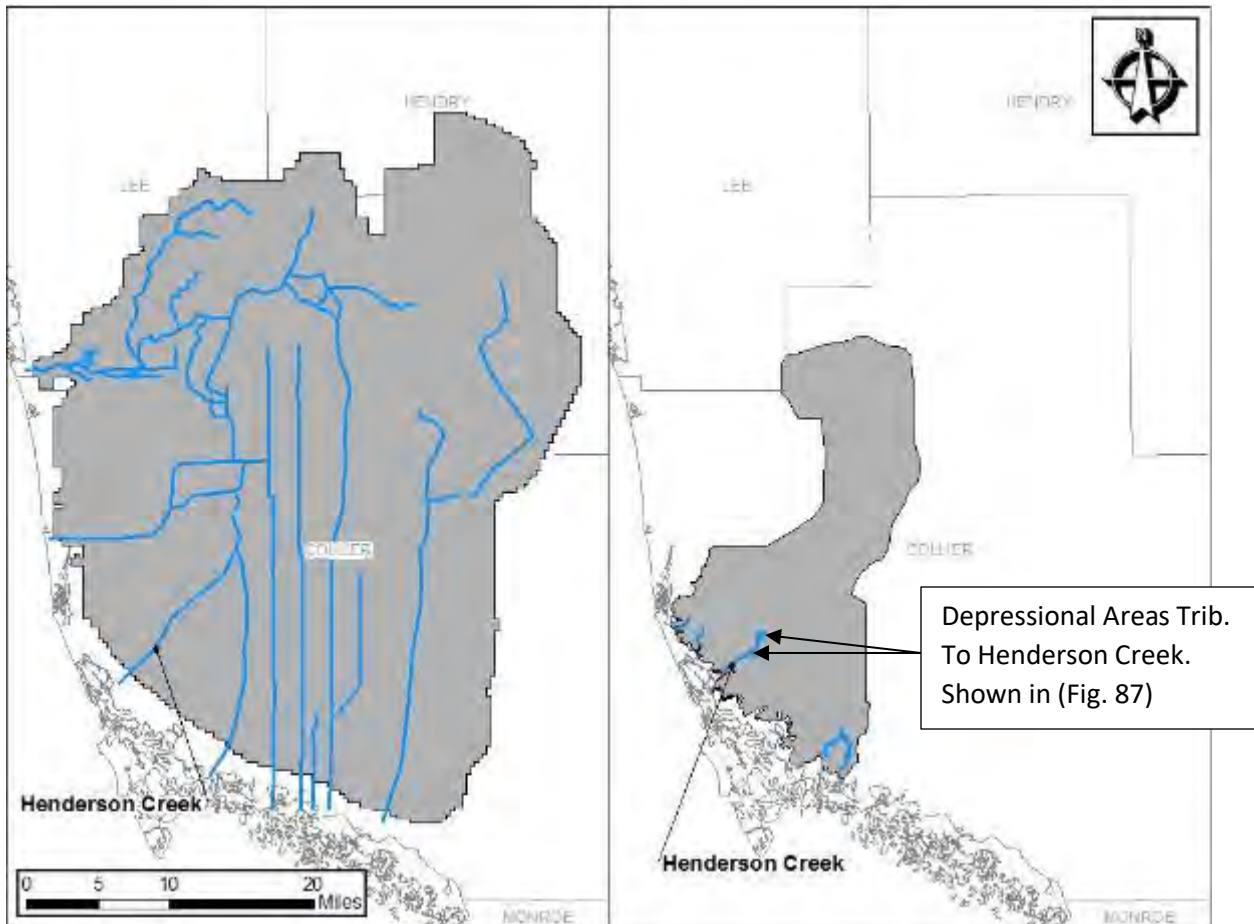 HENDRY
LEE
COLLIER
Henderson Creek
0 5 10 20
Miles
MONROE
N
HENDRY
LEE
COLLIER
Depressional Areas Trib.
To Henderson Creek.
Shown in (Fig. 87)
Henderson Creek
MONROE